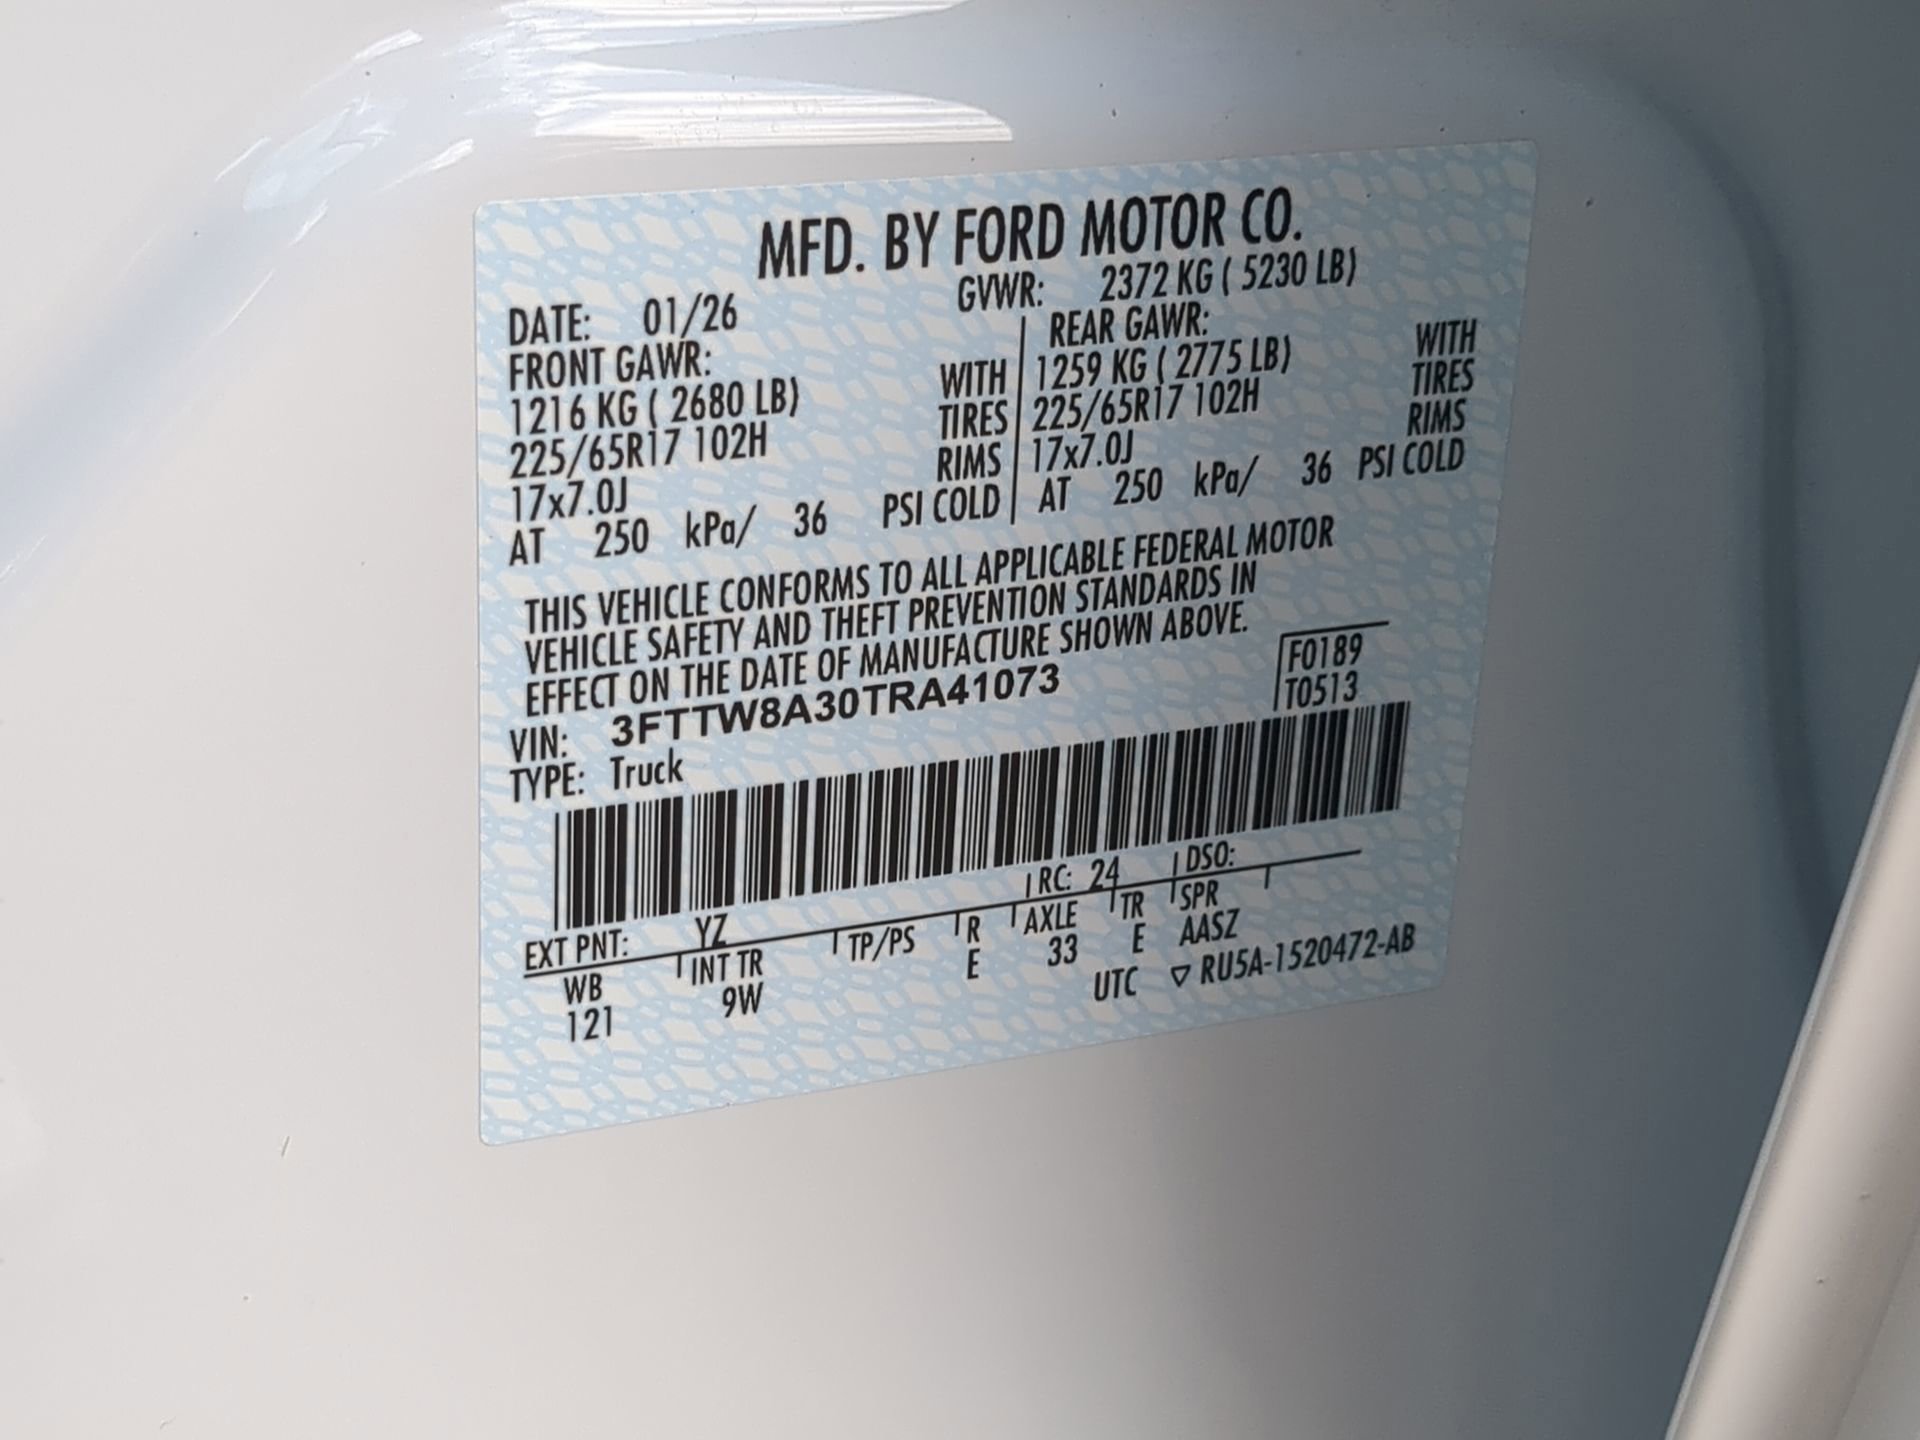 MFD. BY FORD MOTOR CO.
DATE: 01/26 GVWR: 2372 KG ( 5230 LB)
FRONT GAWR: REAR GAWR:
1216 KG ( 2680 LB) WITH 1259 KG ( 2775 LB) WITH
225/65R17 102H TIRES 225/65R17 102H TIRES
17x7.0J RIMS 17x7.0J RIMS
AT 250 kPa/ 36 PSI COLD AT 250 kPa/ 36 PSI COLD
THIS VEHICLE CONFORMS TO ALL APPLICABLE FEDERAL MOTOR
VEHICLE SAFETY AND THEFT PREVENTION STANDARDS IN
EFFECT ON THE DATE OF MANUFACTURE SHOWN ABOVE.
F0189
T0513
VIN: 3FTTW8A30TRA41073
TYPE: Truck
EXT PNT: YZ RC: 24 DSO:
WB INT TR TP/PS R AXLE TR SPR
121 9W E 33 E AASZ
UTC ▽ RU5A-1520472-AB